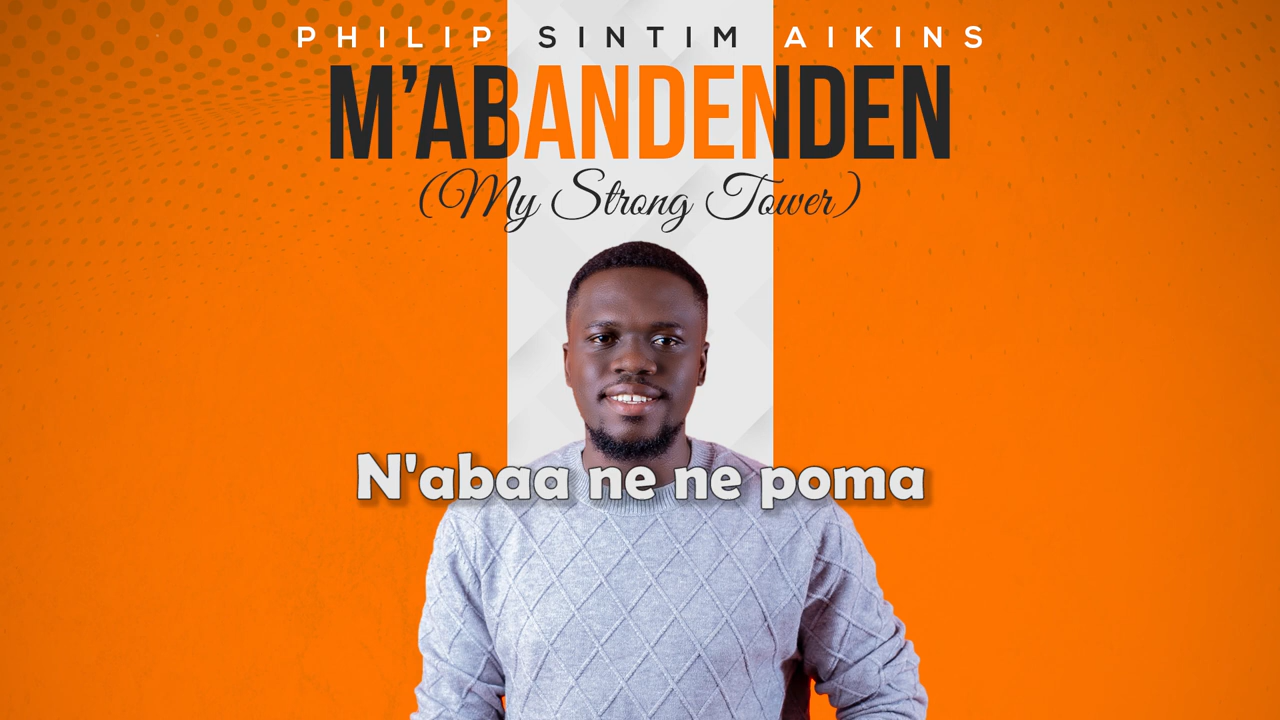 PHILIP SINTIM AIKINS
M'ABANDENDEN
(My Strong Tower)
N'abaa ne ne poma